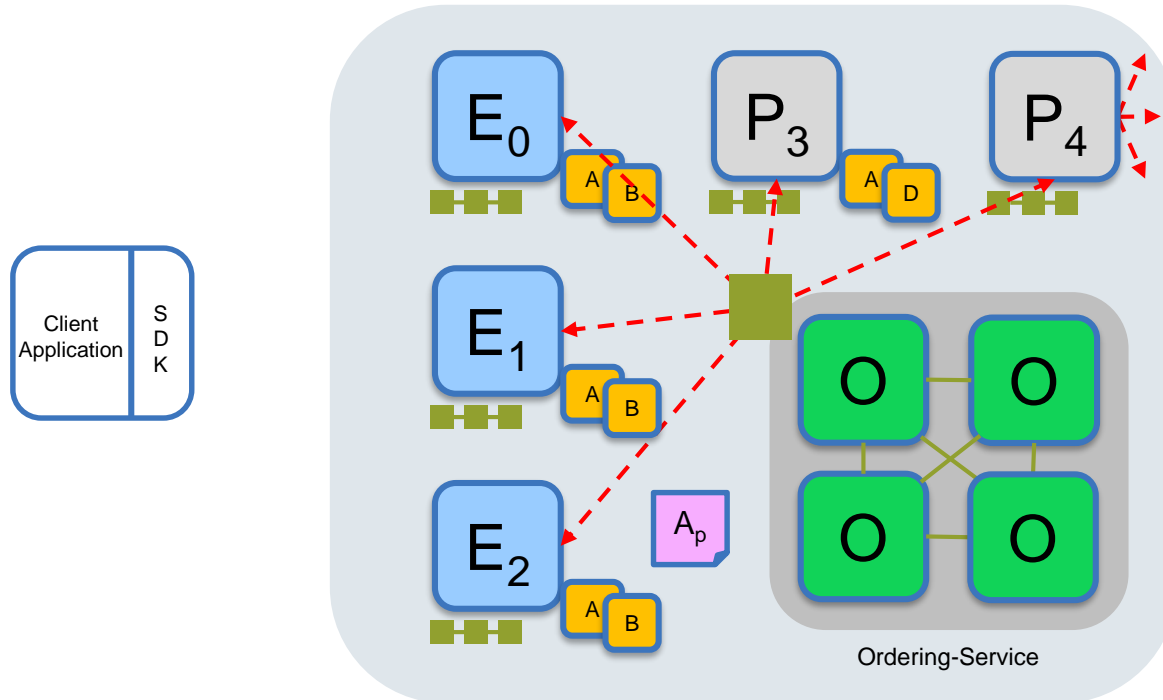 E0
P3
P4
A
B
A
D
Client
Application
S
D
K
E1
A
B
O
O
E2
Ap
O
O
A
B
Ordering-Service